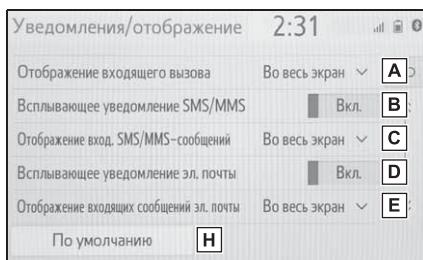 Уведомления/отображение 2:31
Отображение входящего вызова Во весь экран A
Всплывающее уведомление SMS/MMS Вкл. B
Отображение вход. SMS/MMS-сообщений Во весь экран C
Всплывающее уведомление эл. почты Вкл. D
Отображение входящих сообщений эл. почты Во весь экран E
По умолчанию H